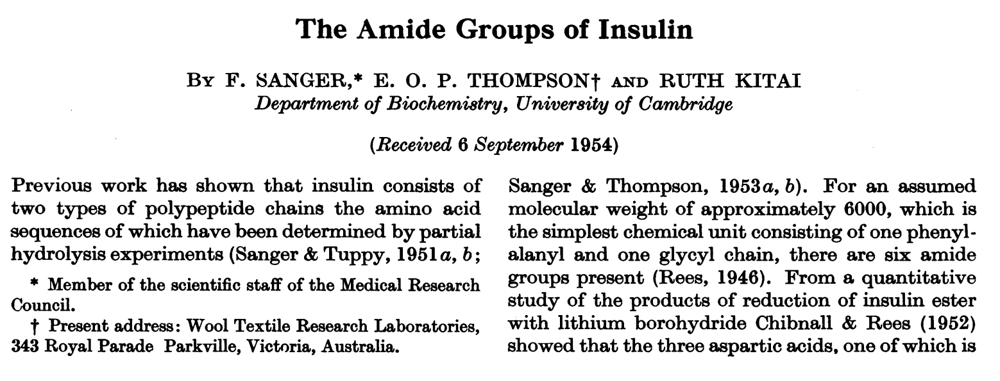 The Amide Groups of Insulin
BY F. SANGER,* E. O. P. THOMPSON† AND RUTH KITAI
Department of Biochemistry, University of Cambridge
(Received 6 September 1954)
Previous work has shown that insulin consists of
two types of polypeptide chains the amino acid
sequences of which have been determined by partial
hydrolysis experiments (Sanger & Tuppy, 1951a, b;
* Member of the scientific staff of the Medical Research
Council.
† Present address: Wool Textile Research Laboratories,
343 Royal Parade Parkville, Victoria, Australia.
Sanger & Thompson, 1953a, b). For an assumed
molecular weight of approximately 6000, which is
the simplest chemical unit consisting of one phenyl-
alanyl and one glycyl chain, there are six amide
groups present (Rees, 1946). From a quantitative
study of the products of reduction of insulin ester
with lithium borohydride Chibnall & Rees (1952)
showed that the three aspartic acids, one of which is